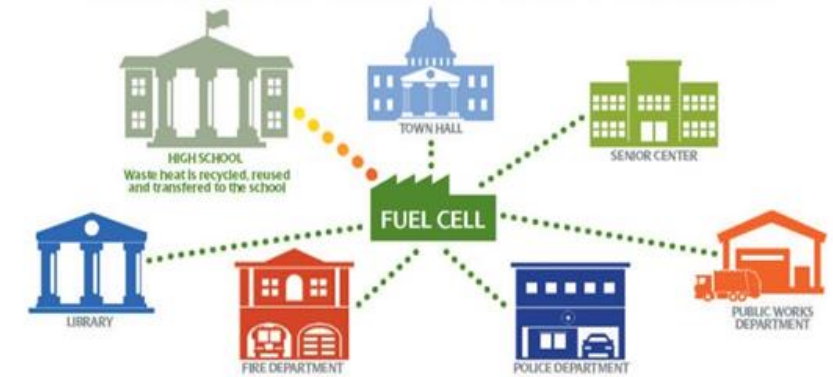 TOWN HALL
HIGH SCHOOL
Waste heat is recycled, reused
and transfered to the school
SENIOR CENTER
FUEL CELL
LIBRARY
FIRE DEPARTMENT
POLICE DEPARTMENT
PUBLIC WORKS
DEPARTMENT